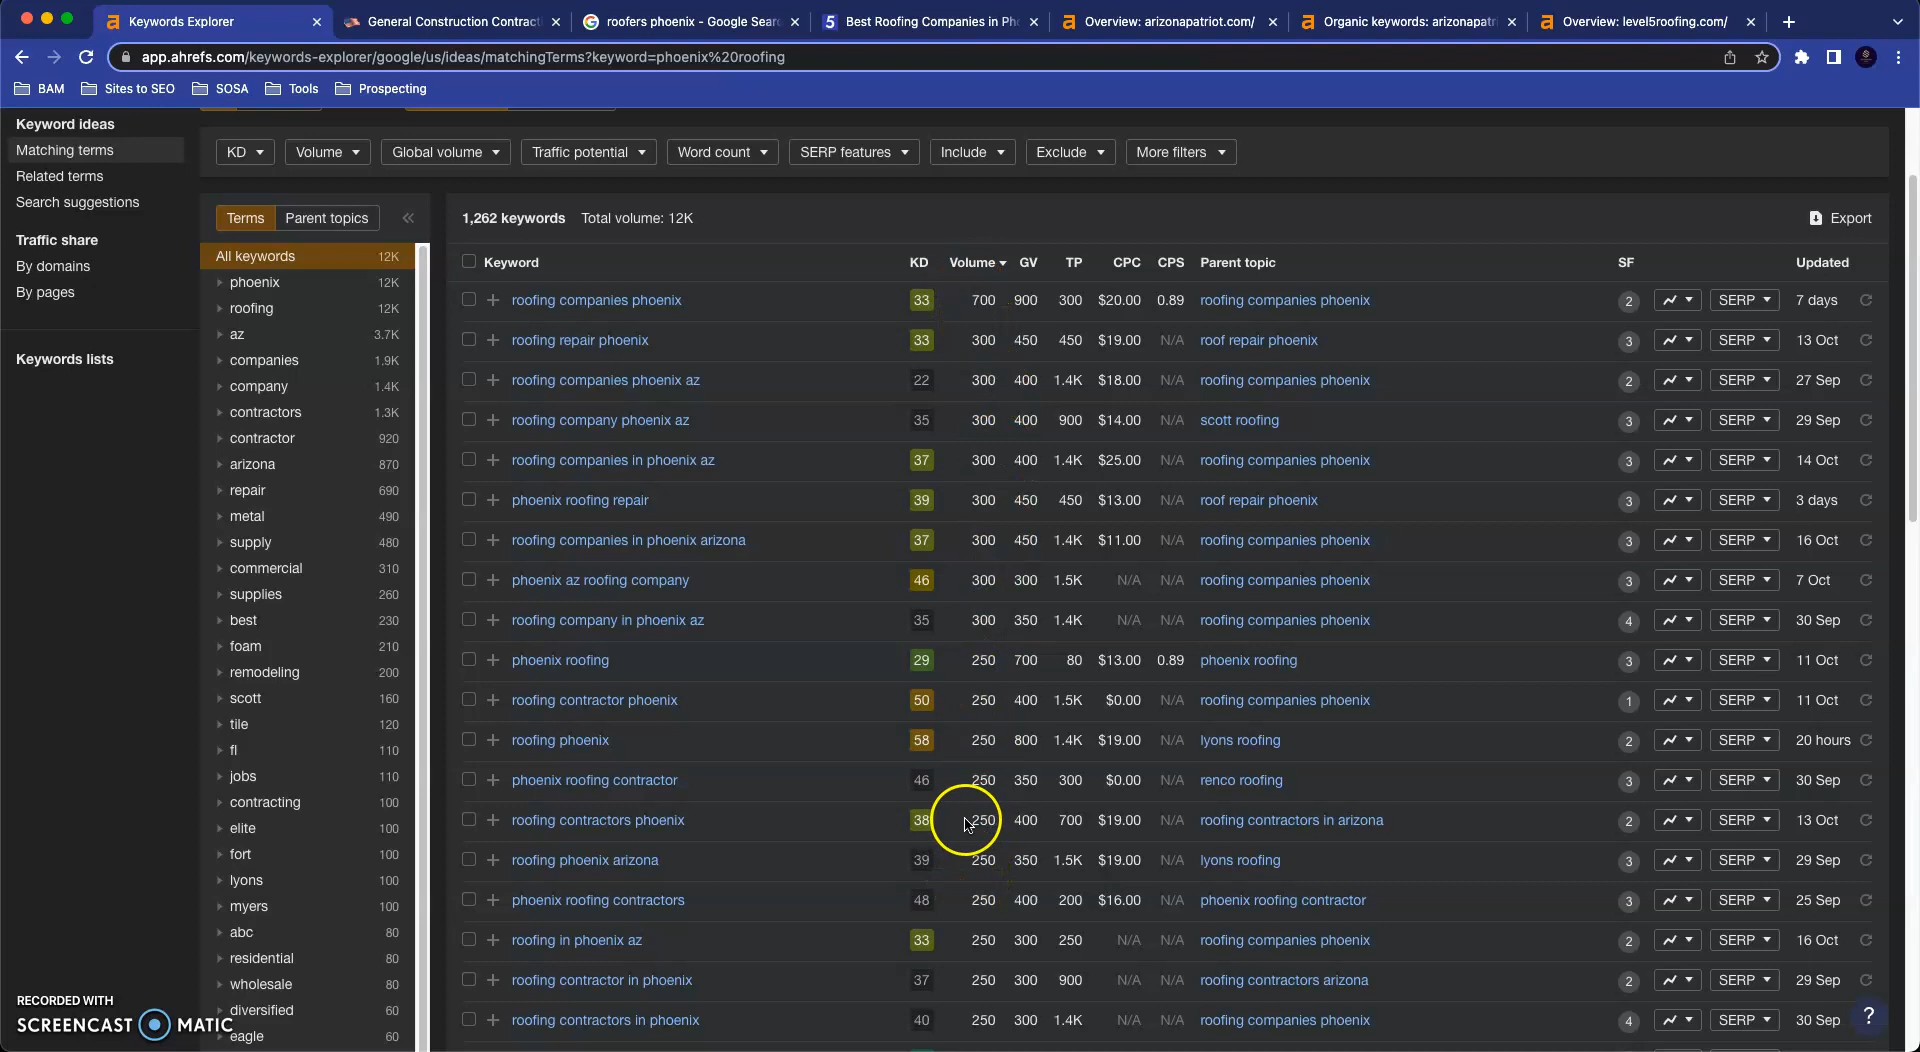 Keywords Explorer
General Construction Contract
roofers phoenix - Google Sear
Best Roofing Companies in Ph
Overview: arizonapatriot.com/
Organic keywords: arizonapatr
Overview: level5roofing.com/
app.ahrefs.com/keywords-explorer/google/us/ideas/matchingTerms?keyword=phoenix%20roofing
BAM Sites to SEO SOSA Tools Prospecting
Keyword ideas
Matching terms
Related terms
Search suggestions
Traffic share
By domains
By pages
Keywords lists
KD Volume Global volume Traffic potential Word count SERP features Include Exclude More filters
Terms Parent topics
All keywords 12K
phoenix 12K
roofing 12K
az 3.7K
companies 1.9K
company 1.4K
contractors 1.3K
contractor 920
arizona 870
repair 690
metal 490
supply 480
commercial 310
supplies 260
best 230
foam 210
remodeling 200
scott 160
tile 120
fl 110
jobs 110
contracting 100
elite 100
fort 100
lyons 100
myers 100
abc 80
residential 80
wholesale 80
diversified 60
eagle 60
1,262 keywords Total volume: 12K Export
Keyword KD Volume GV TP CPC CPS Parent topic SF Updated
roofing companies phoenix 33 700 900 300 $20.00 0.89 roofing companies phoenix 2 SERP 7 days
roofing repair phoenix 33 300 450 450 $19.00 N/A roof repair phoenix 3 SERP 13 Oct
roofing companies phoenix az 22 300 400 1.4K $18.00 N/A roofing companies phoenix 2 SERP 27 Sep
roofing company phoenix az 35 300 400 900 $14.00 N/A scott roofing 3 SERP 29 Sep
roofing companies in phoenix az 37 300 400 1.4K $25.00 N/A roofing companies phoenix 3 SERP 14 Oct
phoenix roofing repair 39 300 450 450 $13.00 N/A roof repair phoenix 3 SERP 3 days
roofing companies in phoenix arizona 37 300 450 1.4K $11.00 N/A roofing companies phoenix 3 SERP 16 Oct
phoenix az roofing company 46 300 300 1.5K N/A N/A roofing companies phoenix 3 SERP 7 Oct
roofing company in phoenix az 35 300 350 1.4K N/A N/A roofing companies phoenix 4 SERP 30 Sep
phoenix roofing 29 250 700 80 $13.00 0.89 phoenix roofing 3 SERP 11 Oct
roofing contractor phoenix 50 250 400 1.5K $0.00 N/A roofing companies phoenix 1 SERP 11 Oct
roofing phoenix 58 250 800 1.4K $19.00 N/A lyons roofing 2 SERP 20 hours
phoenix roofing contractor 46 250 350 300 $0.00 N/A renco roofing 3 SERP 30 Sep
roofing contractors phoenix 38 250 400 700 $19.00 N/A roofing contractors in arizona 2 SERP 13 Oct
roofing phoenix arizona 39 250 350 1.5K $19.00 N/A lyons roofing 3 SERP 29 Sep
phoenix roofing contractors 48 250 400 200 $16.00 N/A phoenix roofing contractor 3 SERP 25 Sep
roofing in phoenix az 33 250 300 250 N/A N/A roofing companies phoenix 2 SERP 16 Oct
roofing contractor in phoenix 37 250 300 900 N/A N/A roofing contractors arizona 2 SERP 29 Sep
roofing contractors in phoenix 40 250 300 1.4K N/A N/A roofing companies phoenix 4 SERP 30 Sep
RECORDED WITH
SCREENCAST MATIC
?